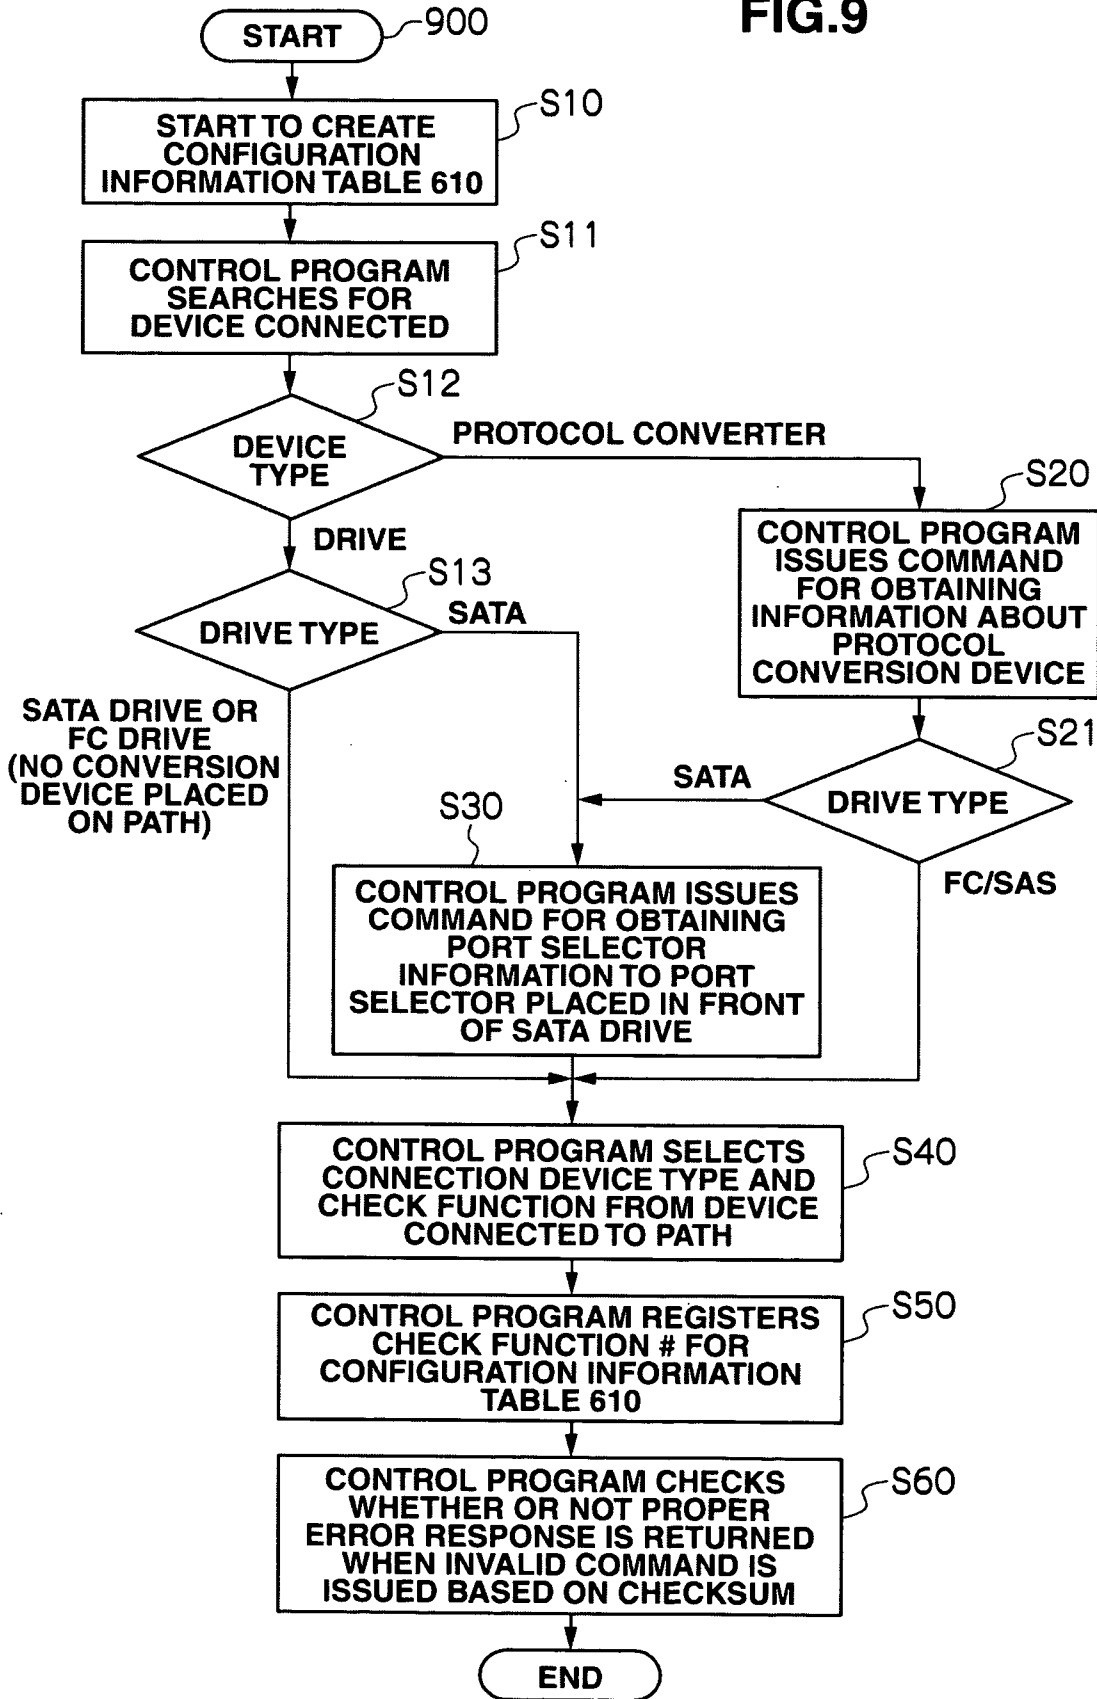 FIG.9
START
900
S10
START TO CREATE
CONFIGURATION
INFORMATION TABLE 610
S11
CONTROL PROGRAM
SEARCHES FOR
DEVICE CONNECTED
S12
DEVICE
TYPE
PROTOCOL CONVERTER
DRIVE
S20
CONTROL PROGRAM
ISSUES COMMAND
FOR OBTAINING
INFORMATION ABOUT
PROTOCOL
CONVERSION DEVICE
S13
DRIVE TYPE
SATA
SATA DRIVE OR
FC DRIVE
(NO CONVERSION
DEVICE PLACED
ON PATH)
S21
DRIVE TYPE
SATA
FC/SAS
S30
CONTROL PROGRAM ISSUES
COMMAND FOR OBTAINING
PORT SELECTOR
INFORMATION TO PORT
SELECTOR PLACED IN FRONT
OF SATA DRIVE
S40
CONTROL PROGRAM SELECTS
CONNECTION DEVICE TYPE AND
CHECK FUNCTION FROM DEVICE
CONNECTED TO PATH
S50
CONTROL PROGRAM REGISTERS
CHECK FUNCTION # FOR
CONFIGURATION INFORMATION
TABLE 610
S60
CONTROL PROGRAM CHECKS
WHETHER OR NOT PROPER
ERROR RESPONSE IS RETURNED
WHEN INVALID COMMAND IS
ISSUED BASED ON CHECKSUM
END